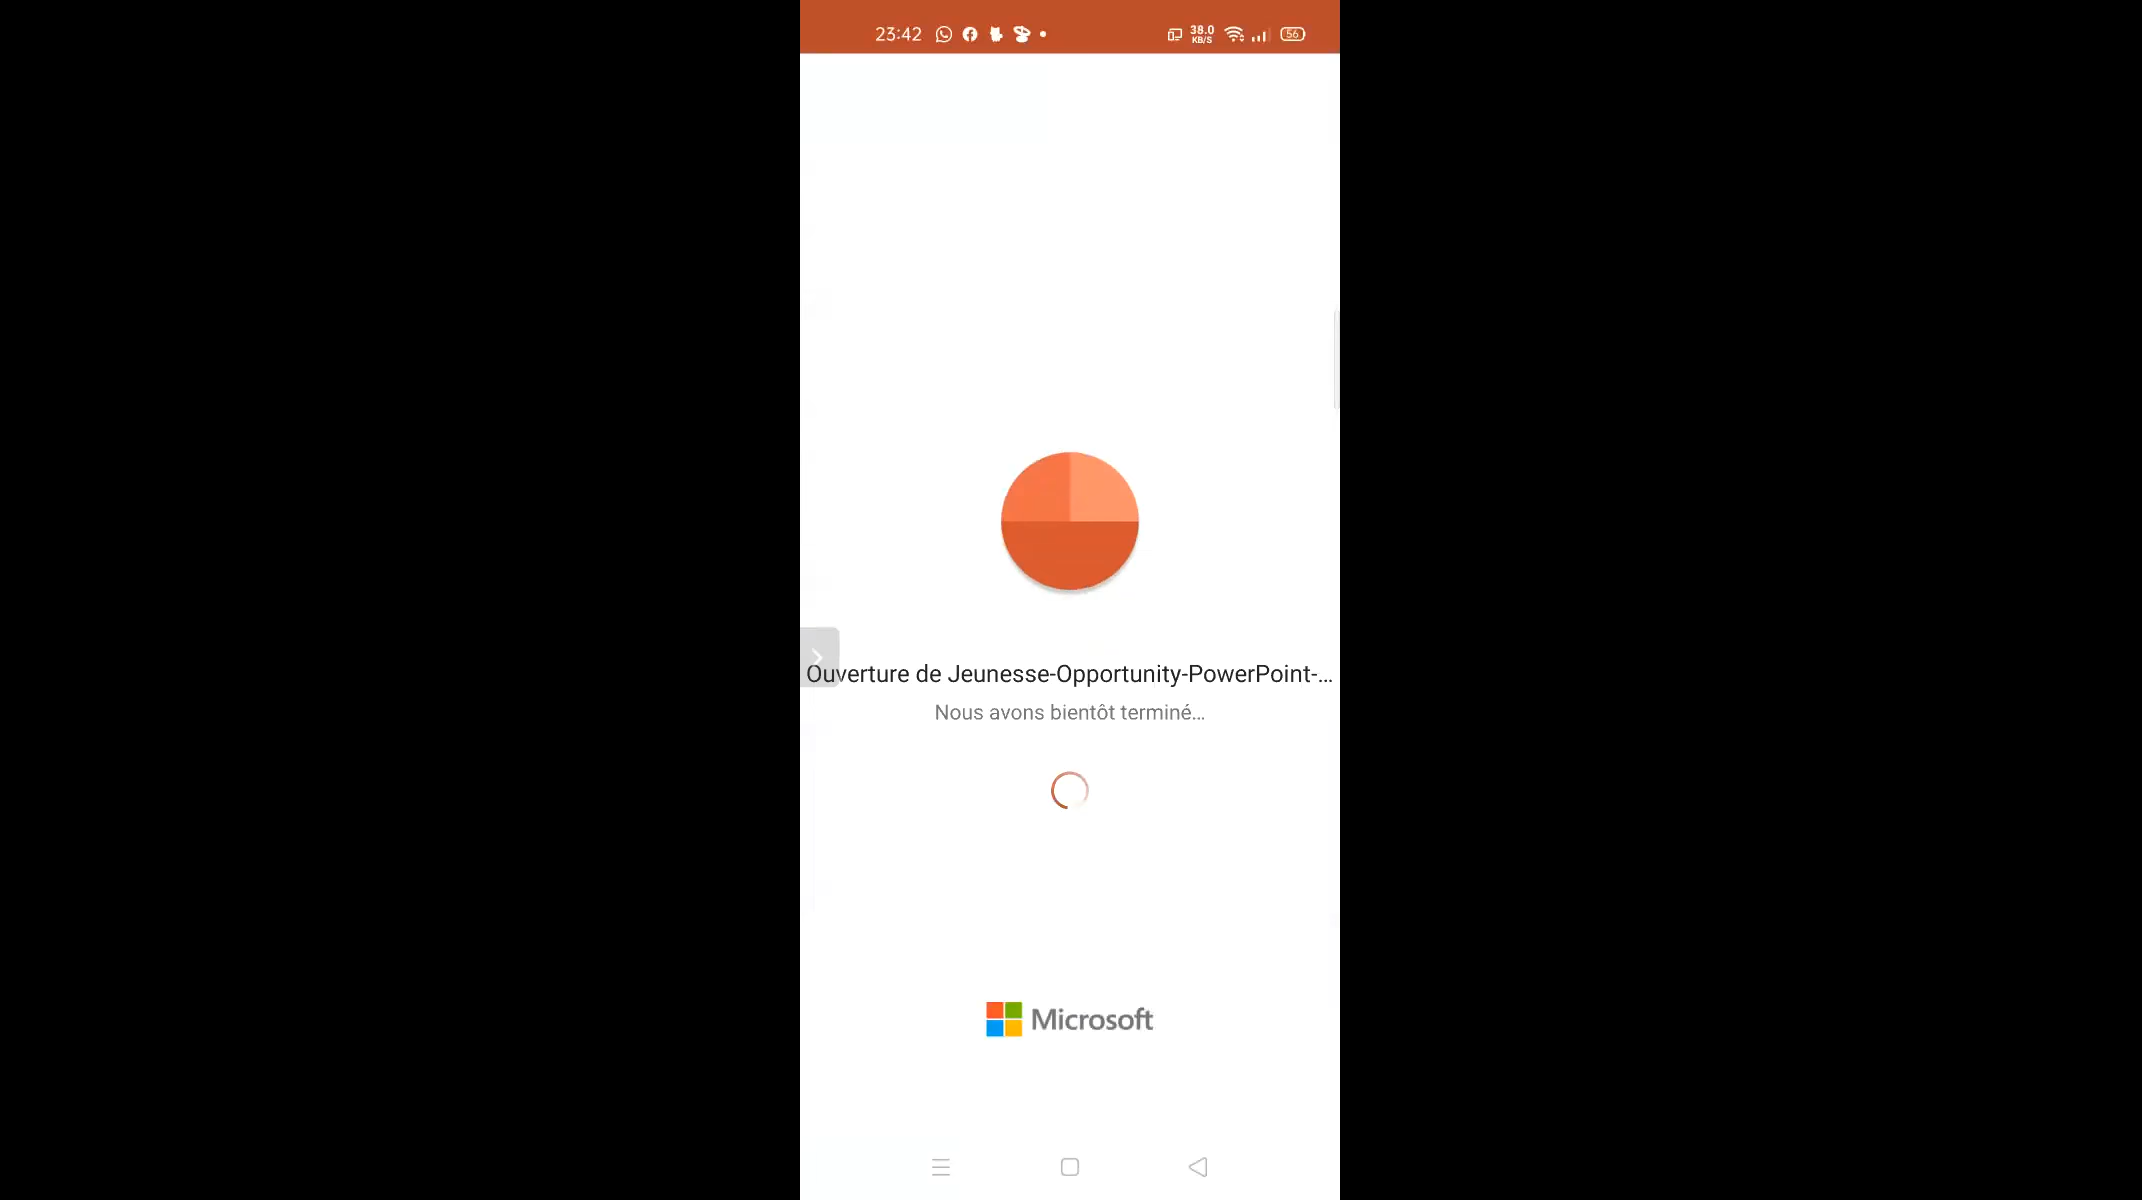 23:42
38.0
KB/S
56
Ouverture de Jeunesse-Opportunity-PowerPoint-...
Nous avons bientôt terminé...
Microsoft